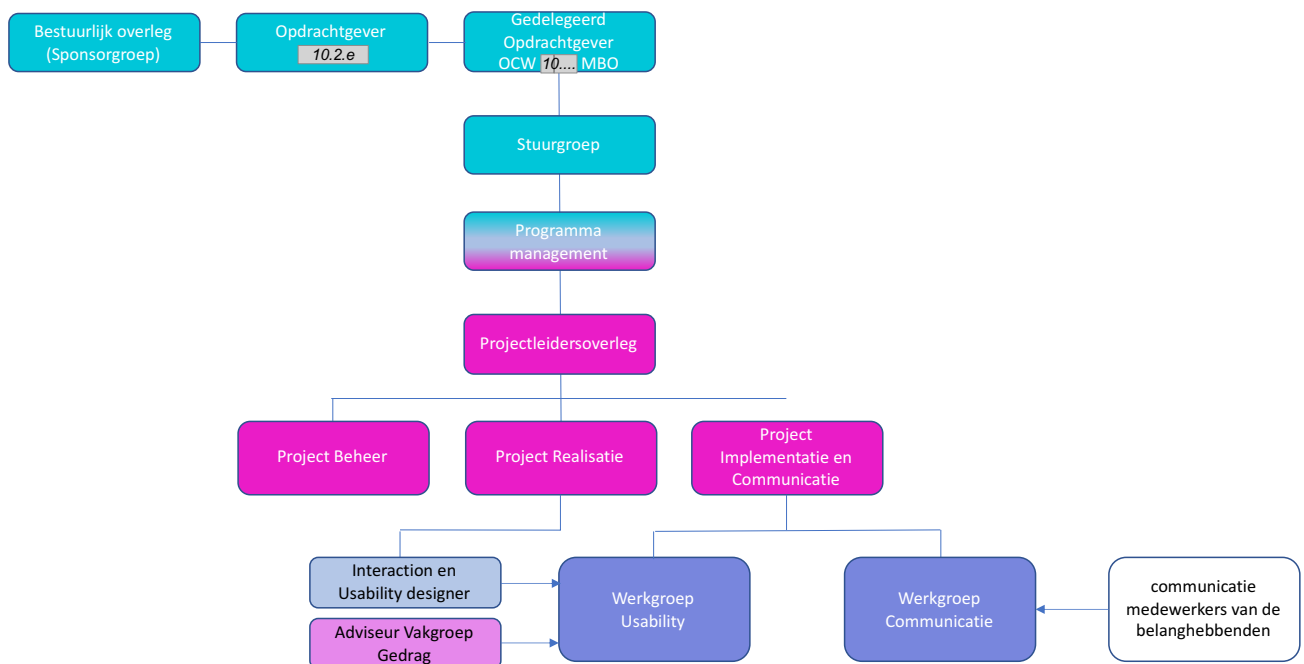 Bestuurlijk overleg
(Sponsorgroep)
Opdrachtgever
10.2.e
Gedelegeerd
Opdrachtgever
OCW 10.... MBO
Stuurgroep
Programma
management
Projectleidersoverleg
Project Beheer
Project Realisatie
Project
Implementatie en
Communicatie
Interaction en
Usability designer
Adviseur Vakgroep
Gedrag
Werkgroep
Usability
Werkgroep
Communicatie
communicatie
medewerkers van de
belanghebbenden